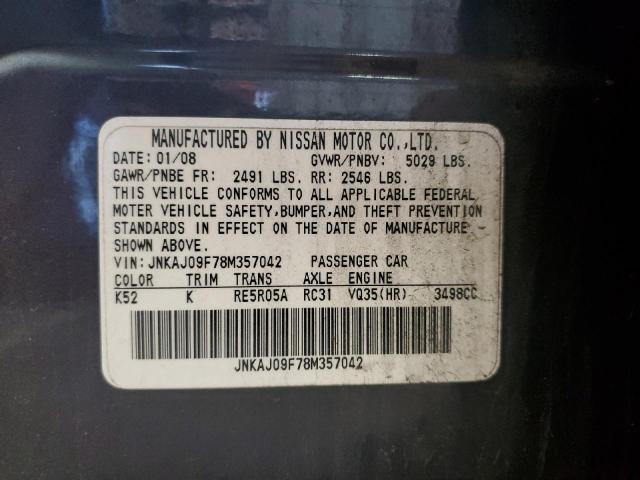 MANUFACTURED BY NISSAN MOTOR CO.,LTD.
DATE: 01/08 GVWR/PNBV: 5029 LBS.
GAWR/PNBE FR: 2491 LBS. RR: 2546 LBS.
THIS VEHICLE CONFORMS TO ALL APPLICABLE FEDERAL
MOTOR VEHICLE SAFETY,BUMPER,AND THEFT PREVENTION
STANDARDS IN EFFECT ON THE DATE OF MANUFACTURE
SHOWN ABOVE.
VIN: JNKAJ09F78M357042 PASSENGER CAR
COLOR TRIM TRANS AXLE ENGINE
K52 K RE5R05A RC31 VQ35(HR) 3498CC
JNKAJ09F78M357042